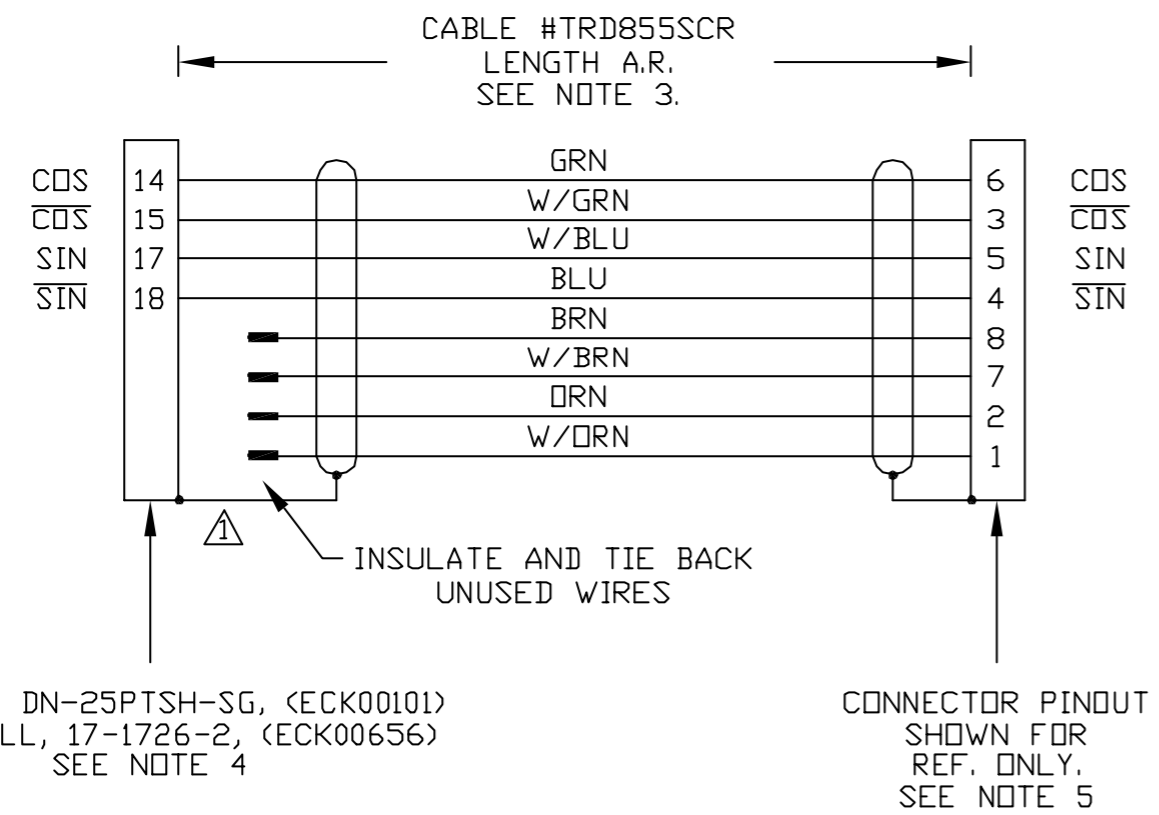 CABLE #TRD855SCR
LENGTH A.R.
SEE NOTE 3.
GRN
COS 14 6 COS
W/GRN
COS 15 3 COS
W/BLU
SIN 17 5 SIN
BLU
SIN 18 4 SIN
BRN
8
W/BRN
7
ORN
2
W/ORN
1
1
INSULATE AND TIE BACK
UNUSED WIRES
DN-25PTSH-SG, (ECK00101)
LL, 17-1726-2, (ECK00656)
SEE NOTE 4
CONNECTOR PINOUT
SHOWN FOR
REF. ONLY.
SEE NOTE 5